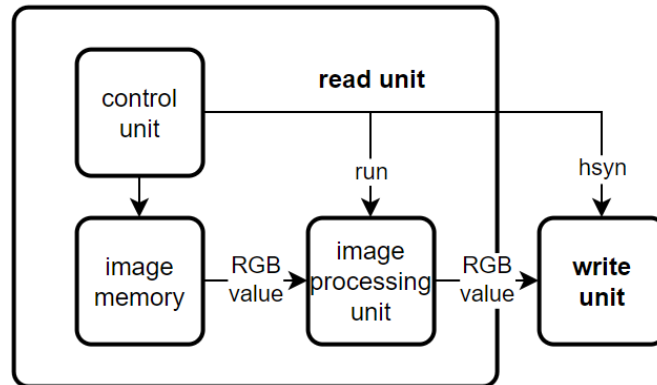 control
unit
read unit
run
hsyn
image
memory
RGB
value
image
processing
unit
RGB
value
write
unit